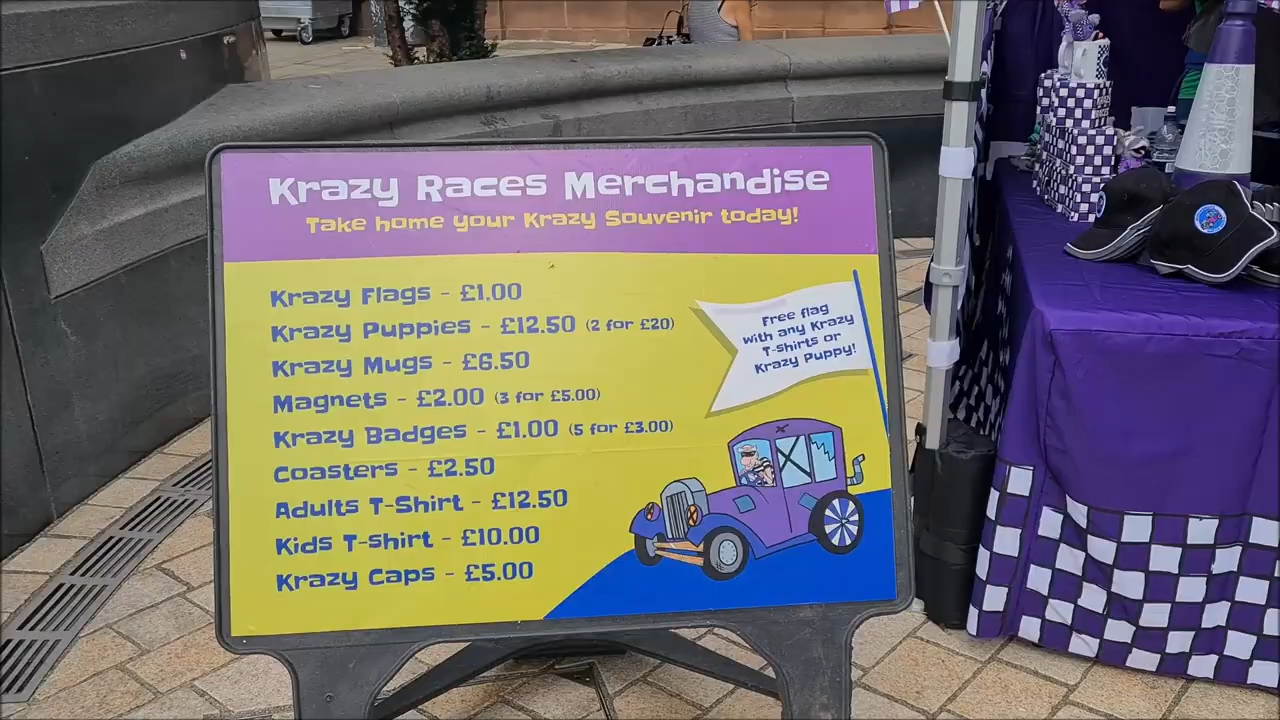 Krazy Races Merchandise
Take home your Krazy Souvenir today!
Krazy Flags - £1.00
Krazy Puppies - £12.50 (2 for £20)
Krazy Mugs - £6.50
Magnets - £2.00 (3 for £5.00)
Krazy Badges - £1.00 (5 for £3.00)
Coasters - £2.50
Adults T-Shirt - £12.50
Kids T-shirt - £10.00
Krazy Caps - £5.00
Free flag
with any Krazy
T-Shirts or
Krazy Puppy!